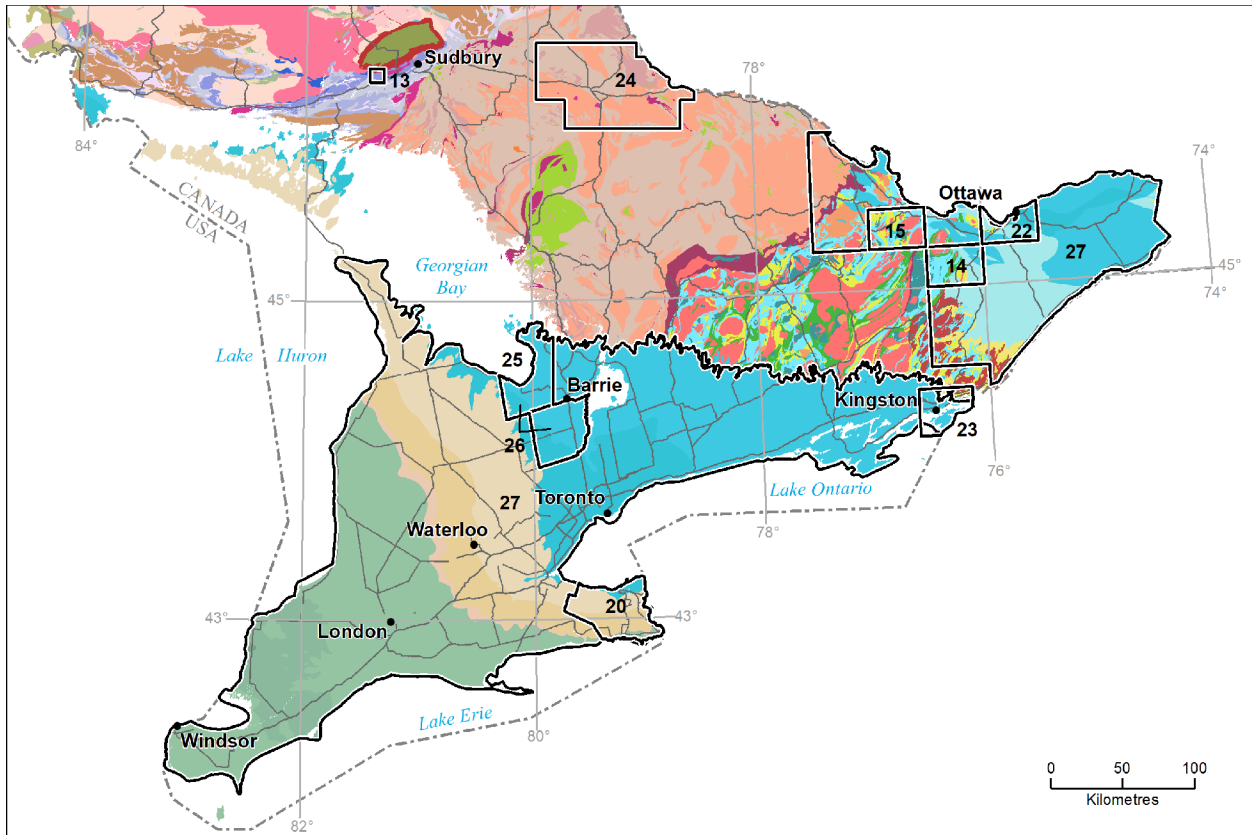 Sudbury
13
24
78°
84°
74°
CANADA
USA
Ottawa
15
22
27
14
Georgian
Bay
45°
74°
45°
Lake Huron
25
Barrie
Kingston
23
26
76°
27
Toronto
Lake Ontario
Waterloo
78°
20
43°
43°
London
Lake Erie
80°
Windsor
82°
0 50 100
Kilometres